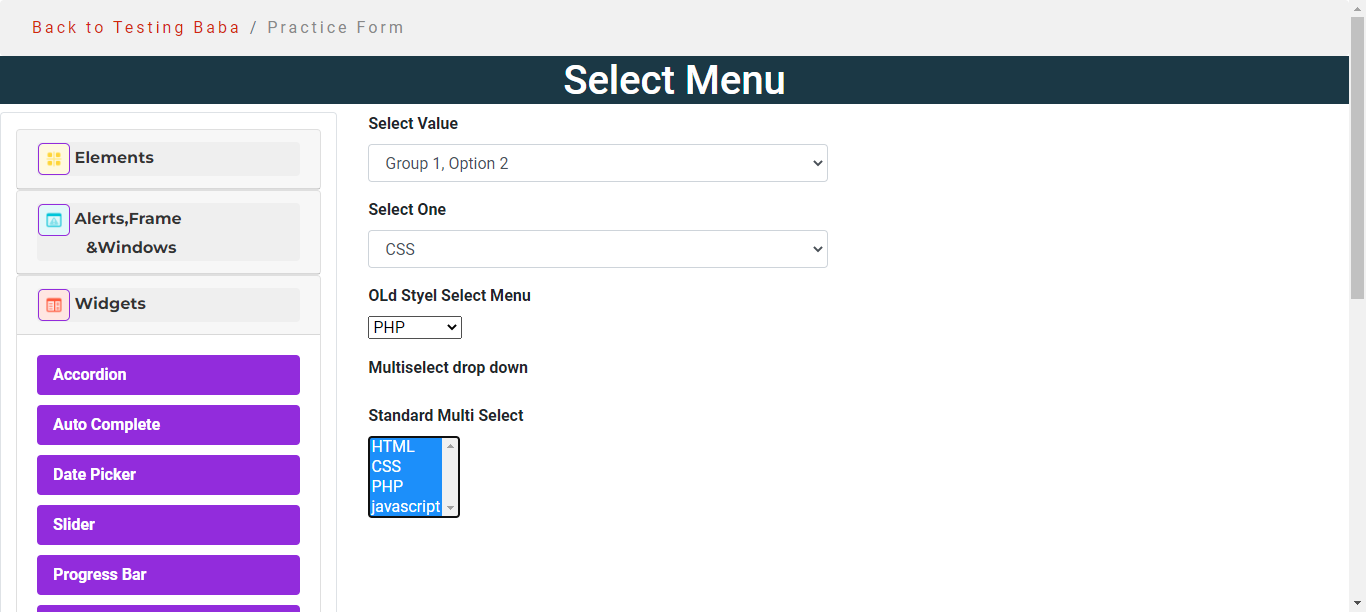 Back to Testing Baba / Practice Form
Select Menu
Elements
Alerts,Frame
&Windows
Widgets
Accordion
Auto Complete
Date Picker
Slider
Progress Bar
Select Value
Group 1, Option 2
Select One
CSS
OLd Styel Select Menu
PHP
Multiselect drop down
Standard Multi Select
HTML
CSS
PHP
javascript